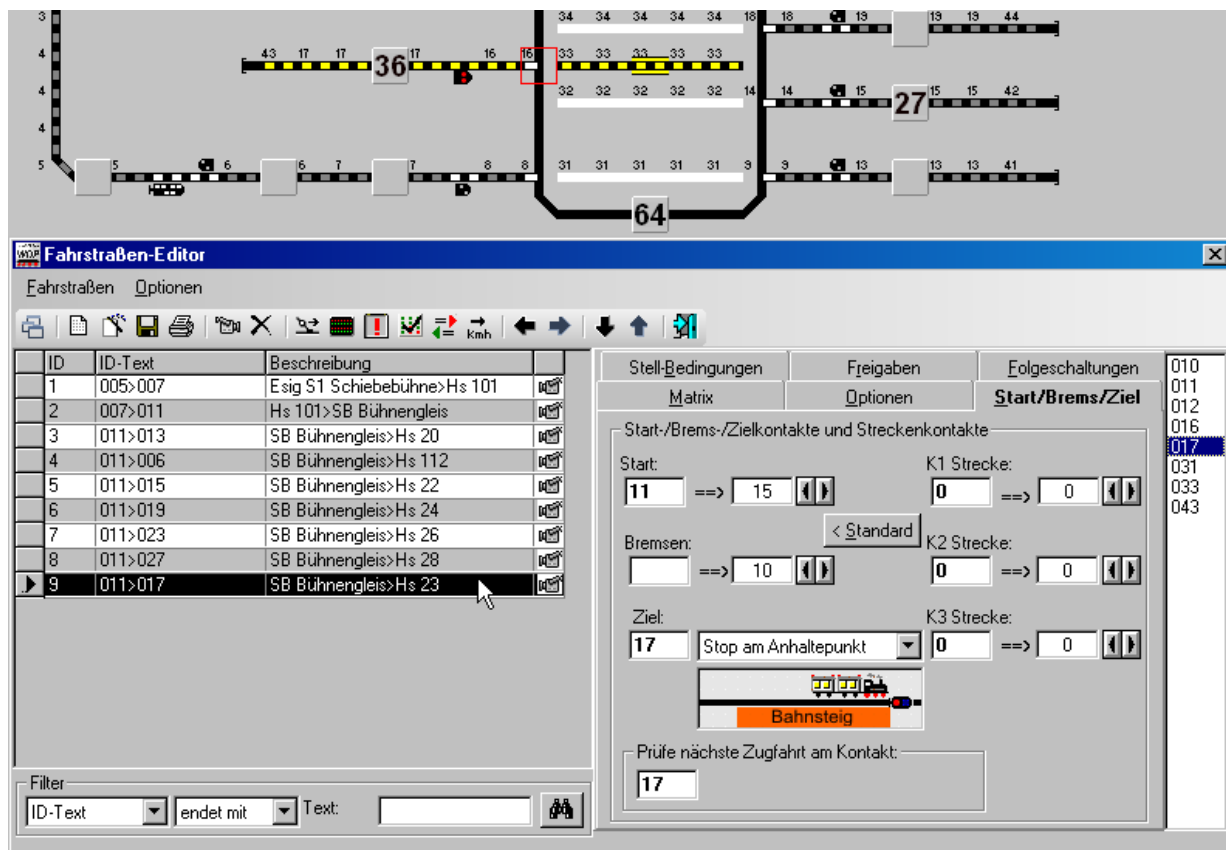 3 34 34 34 34 34 18 18 19 19 19 44
4 43 17 17 36 17 16 16 33 33 33 33 33
4 32 32 32 32 32 14 14 15 27 15 15 42
4
5 5 6 6 7 7 8 8 31 31 31 31 31 9 9 13 13 13 41
64
Fahrstraßen-Editor
Fahrstraßen Optionen
Kmh
ID ID-Text Beschreibung
1 005>007 Esig S1 Schiebebühne>Hs 101
2 007>011 Hs 101>SB Bühnengleis
3 011>013 SB Bühnengleis>Hs 20
4 011>006 SB Bühnengleis>Hs 112
5 011>015 SB Bühnengleis>Hs 22
6 011>019 SB Bühnengleis>Hs 24
7 011>023 SB Bühnengleis>Hs 26
8 011>027 SB Bühnengleis>Hs 28
9 011>017 SB Bühnengleis>Hs 23
Filter
ID-Text endet mit Text:
Stell-Bedingungen Freigaben Folgeschaltungen
Matrix Optionen Start/Brems/Ziel
Start-/Brems-/Zielkontakte und Streckenkontakte
Start: K1 Strecke:
11 ==> 15 0 ==> 0
< Standard
Bremsen: K2 Strecke:
==> 10 0 ==> 0
Ziel: K3 Strecke:
17 Stop am Anhaltepunkt 0 ==> 0
Bahnsteig
Prüfe nächste Zugfahrt am Kontakt:
17
010
011
012
016
017
031
033
043